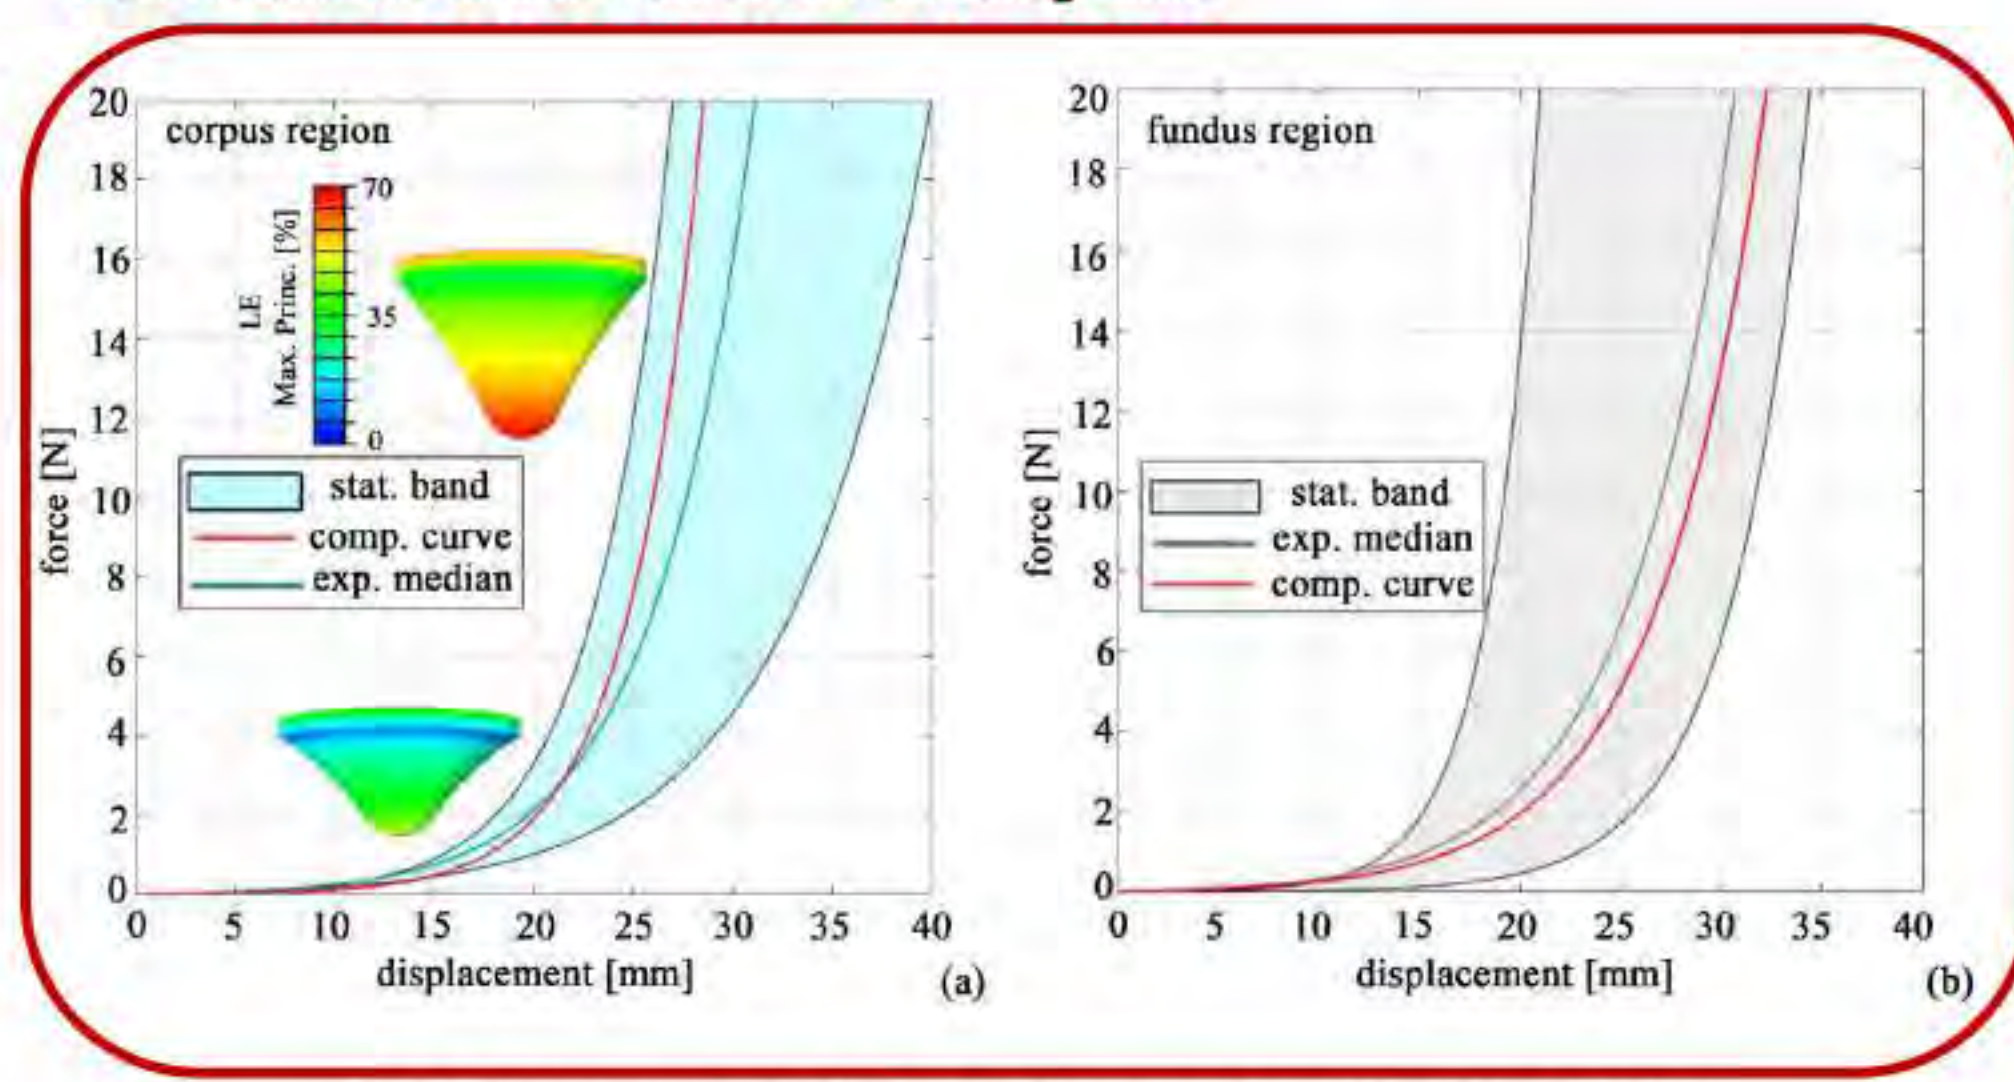 corpus region
20
18
16
14
12
10
8
6
4
2
0
force [N]
LE
Max. Princ. [%]
70
35
0
stat. band
comp. curve
exp. median
0 5 10 15 20 25 30 35 40
displacement [mm]
(a)
fundus region
20
18
16
14
12
10
8
6
4
2
0
force [N]
stat. band
exp. median
comp. curve
0 5 10 15 20 25 30 35 40
displacement [mm]
(b)